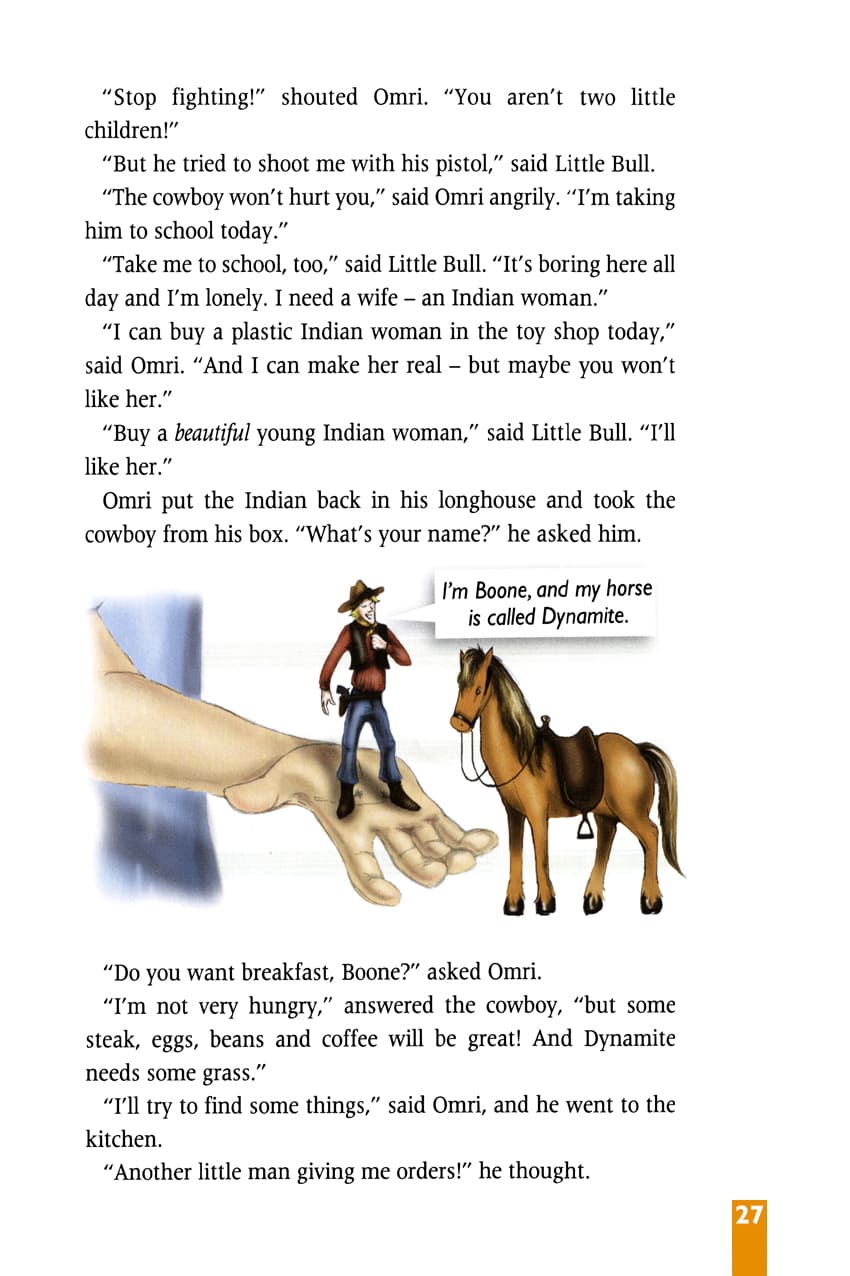 “Stop fighting!” shouted Omri. “You aren’t two little
children!”
“But he tried to shoot me with his pistol,” said Little Bull.
“The cowboy won’t hurt you,” said Omri angrily. “I’m taking
him to school today.”
“Take me to school, too,” said Little Bull. “It’s boring here all
day and I’m lonely. I need a wife – an Indian woman.”
“I can buy a plastic Indian woman in the toy shop today,”
said Omri. “And I can make her real – but maybe you won’t
like her.”
“Buy a beautiful young Indian woman,” said Little Bull. “I’ll
like her.”
Omri put the Indian back in his longhouse and took the
cowboy from his box. “What’s your name?” he asked him.
I’m Boone, and my horse
is called Dynamite.
“Do you want breakfast, Boone?” asked Omri.
“I’m not very hungry,” answered the cowboy, “but some
steak, eggs, beans and coffee will be great! And Dynamite
needs some grass.”
“I’ll try to find some things,” said Omri, and he went to the
kitchen.
“Another little man giving me orders!” he thought.
27